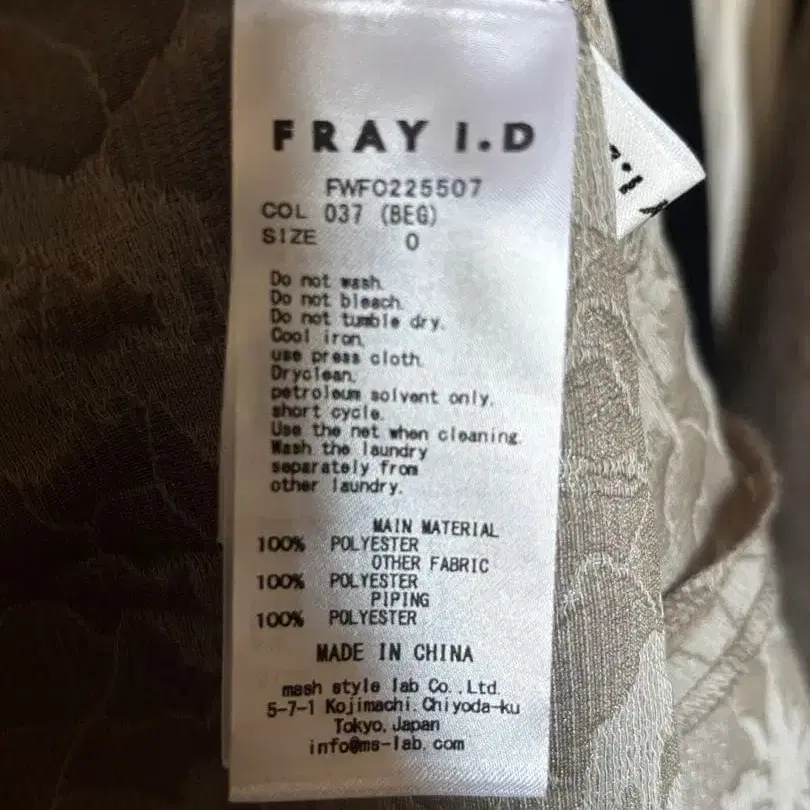 FRAY I.D
FWFO225507
COL 037 (BEG)
SIZE 0
Do not wash.
Do not bleach.
Do not tumble dry.
Cool iron.
use press cloth.
Dryclean.
petroleum solvent only.
short cycle.
Use the net when cleaning.
Wash the laundry
separately from
other laundry.
MAIN MATERIAL
100% POLYESTER
OTHER FABRIC
100% POLYESTER
PIPING
100% POLYESTER
MADE IN CHINA
mash style lab Co.,Ltd.
5-7-1 Kojimachi.Chiyoda-ku
Tokyo.Japan
info@ms-lab.com